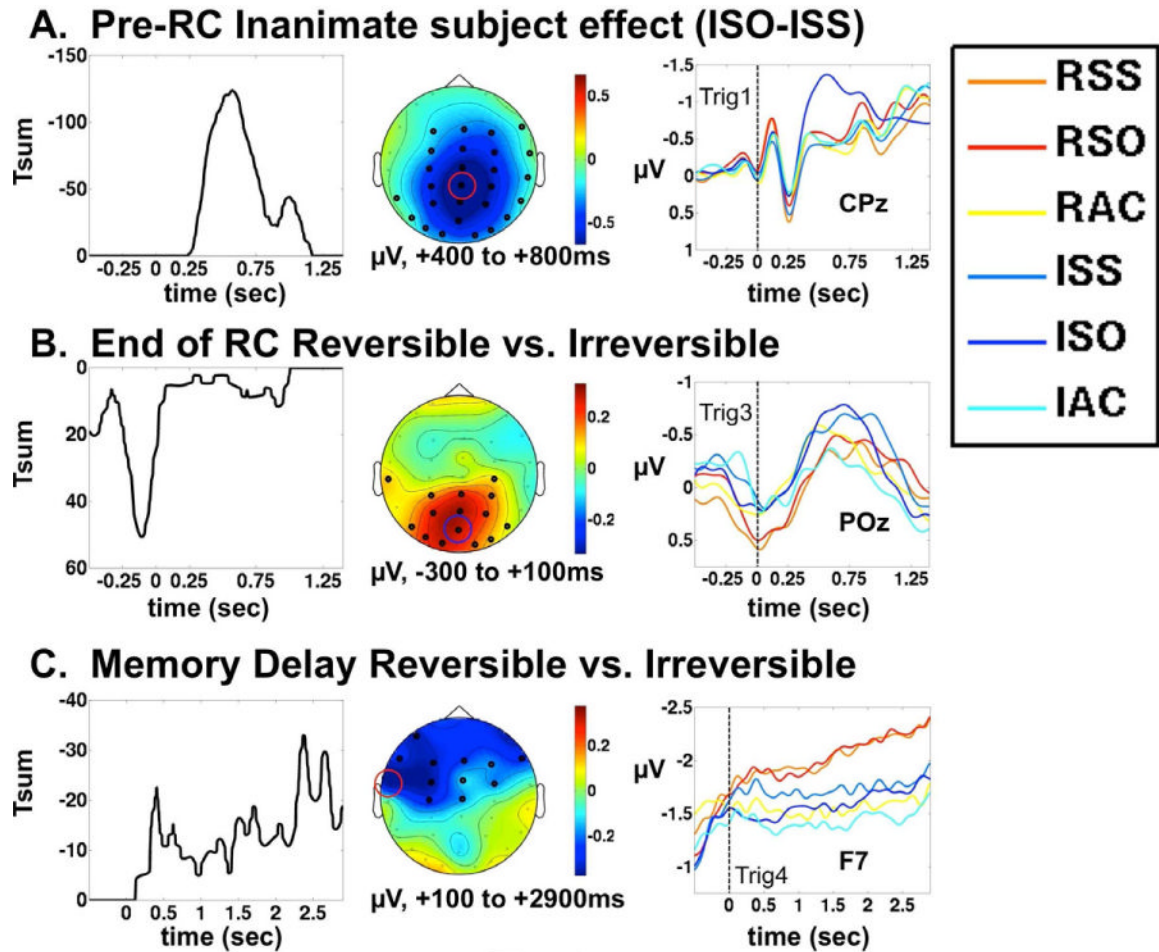 A. Pre-RC Inanimate subject effect (ISO-ISS)
-150
-100
-50
0
Tsum
-0.25 0 0.25 0.75 1.25
time (sec)
0.5
0
-0.5
µV, +400 to +800ms
-1.5
-1
-0.5
0
0.5
1
µV
Trig1
CPz
-0.25 0 0.25 0.75 1.25
time (sec)
RSS
RSO
RAC
ISS
ISO
IAC
B. End of RC Reversible vs. Irreversible
0
20
40
60
Tsum
-0.25 0 0.25 0.75 1.25
time (sec)
0.2
0
-0.2
µV, -300 to +100ms
-1
-0.5
0
0.5
µV
Trig3
POz
-0.25 0 0.25 0.75 1.25
time (sec)
C. Memory Delay Reversible vs. Irreversible
-40
-30
-20
-10
0
Tsum
0 0.5 1 1.5 2 2.5
time (sec)
0.2
0
-0.2
µV, +100 to +2900ms
-2.5
-2
-1.5
-1
µV
Trig4
F7
0 0.5 1 1.5 2 2.5
time (sec)